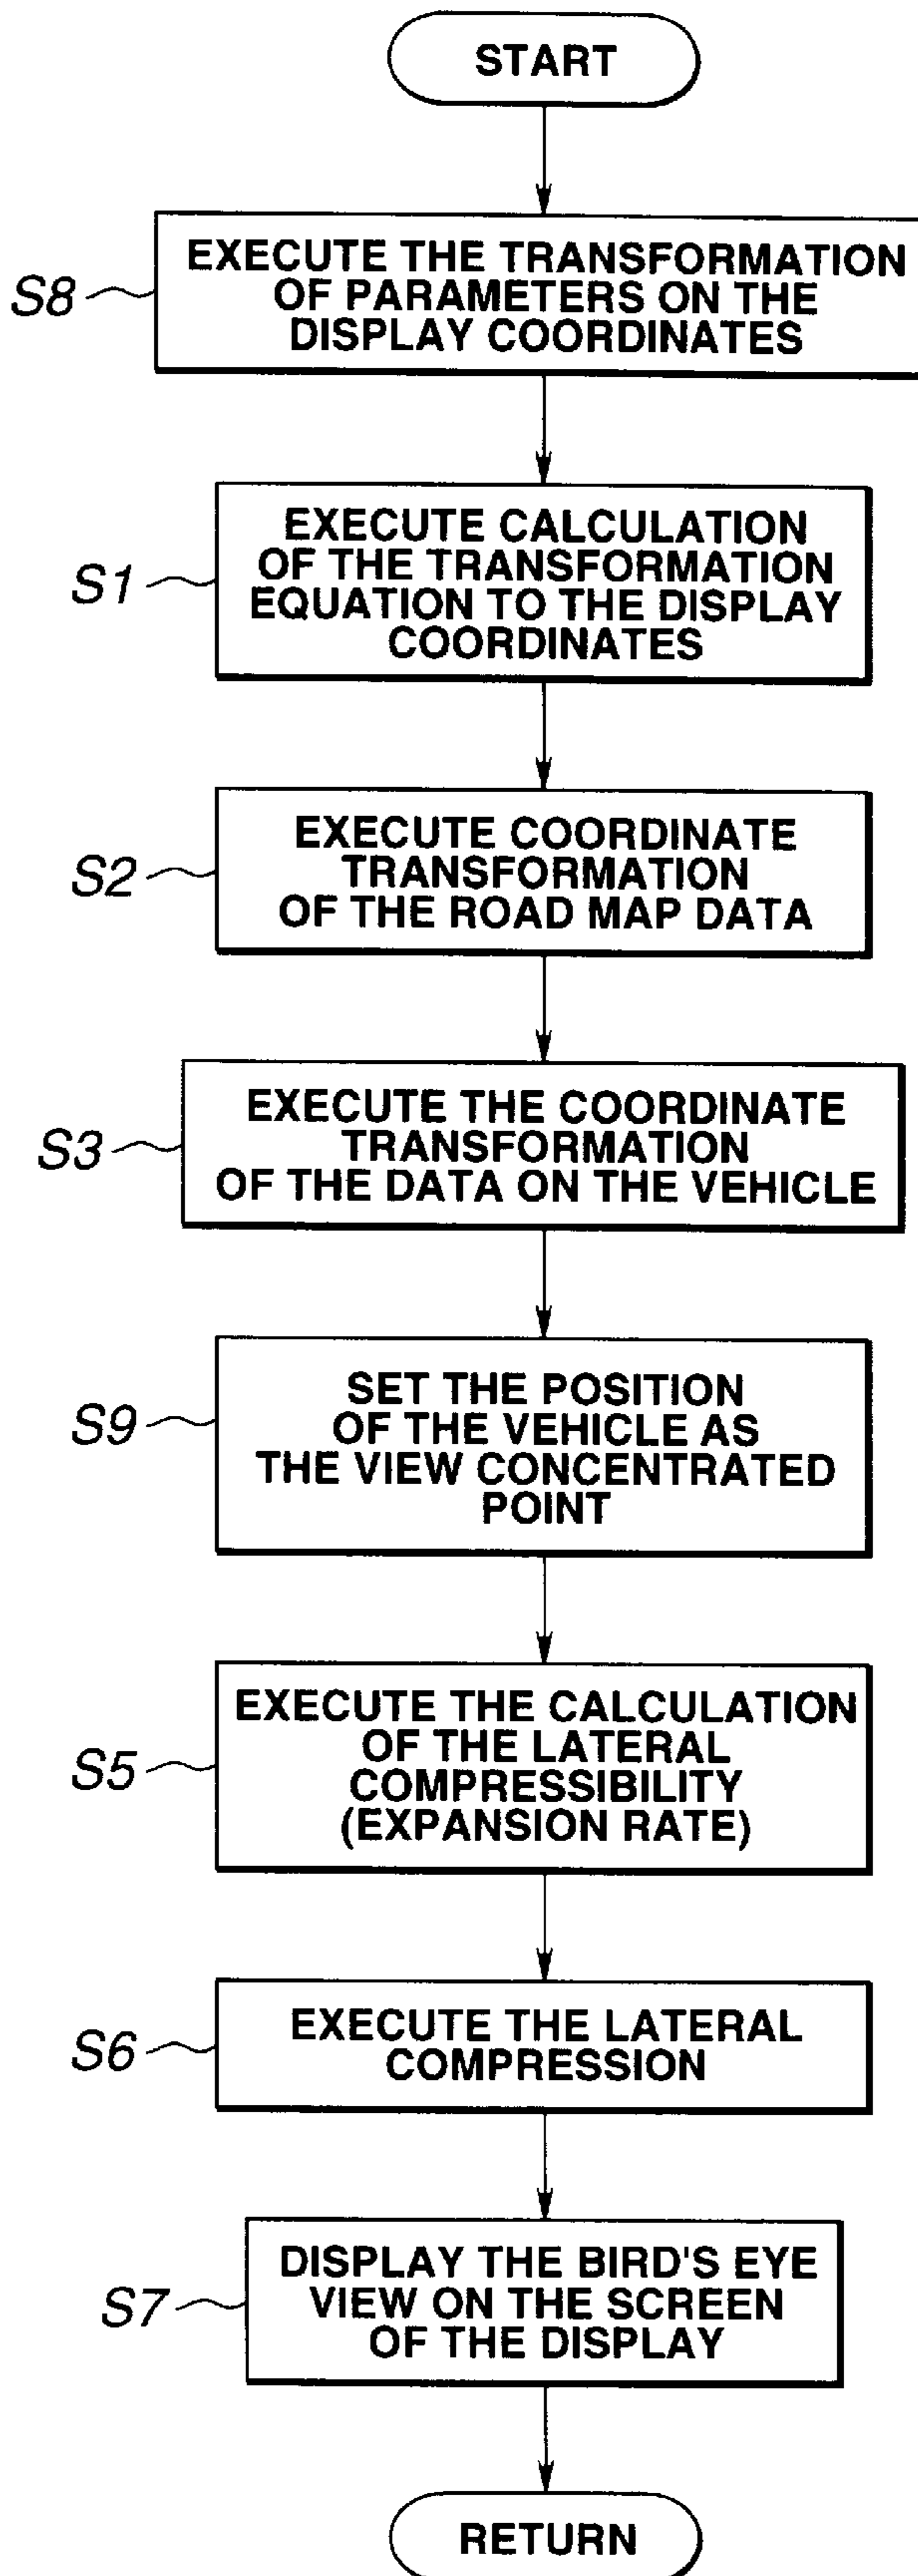 START
S8
EXECUTE THE TRANSFORMATION
OF PARAMETERS ON THE
DISPLAY COORDINATES
S1
EXECUTE CALCULATION
OF THE TRANSFORMATION
EQUATION TO THE DISPLAY
COORDINATES
S2
EXECUTE COORDINATE
TRANSFORMATION
OF THE ROAD MAP DATA
S3
EXECUTE THE COORDINATE
TRANSFORMATION
OF THE DATA ON THE VEHICLE
S9
SET THE POSITION
OF THE VEHICLE AS
THE VIEW CONCENTRATED
POINT
S5
EXECUTE THE CALCULATION
OF THE LATERAL
COMPRESSIBILITY
(EXPANSION RATE)
S6
EXECUTE THE LATERAL
COMPRESSION
S7
DISPLAY THE BIRD'S EYE
VIEW ON THE SCREEN
OF THE DISPLAY
RETURN